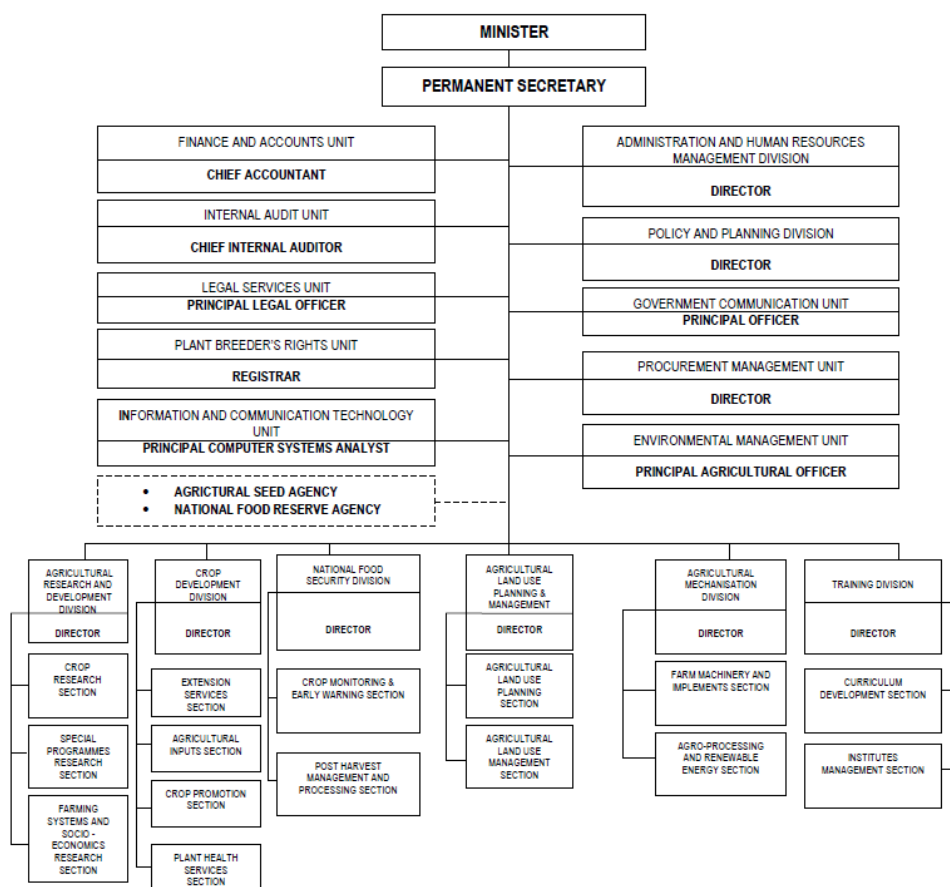 MINISTER
PERMANENT SECRETARY
FINANCE AND ACCOUNTS UNIT
CHIEF ACCOUNTANT
ADMINISTRATION AND HUMAN RESOURCES
MANAGEMENT DIVISION
DIRECTOR
INTERNAL AUDIT UNIT
CHIEF INTERNAL AUDITOR
POLICY AND PLANNING DIVISION
DIRECTOR
LEGAL SERVICES UNIT
PRINCIPAL LEGAL OFFICER
GOVERNMENT COMMUNICATION UNIT
PRINCIPAL OFFICER
PLANT BREEDER'S RIGHTS UNIT
REGISTRAR
PROCUREMENT MANAGEMENT UNIT
DIRECTOR
INFORMATION AND COMMUNICATION TECHNOLOGY
UNIT
PRINCIPAL COMPUTER SYSTEMS ANALYST
ENVIRONMENTAL MANAGEMENT UNIT
PRINCIPAL AGRICULTURAL OFFICER
• AGRICTURAL SEED AGENCY
• NATIONAL FOOD RESERVE AGENCY
AGRICULTURAL
RESEARCH AND
DEVELOPMENT
DIVISION
DIRECTOR
CROP
RESEARCH
SECTION
SPECIAL
PROGRAMMES
RESEARCH
SECTION
FARMING
SYSTEMS AND
SOCIO -
ECONOMICS
RESEARCH
SECTION
CROP
DEVELOPMENT
DIVISION
DIRECTOR
EXTENSION
SERVICES
SECTION
AGRICULTURAL
INPUTS SECTION
CROP PROMOTION
SECTION
PLANT HEALTH
SERVICES
SECTION
NATIONAL FOOD
SECURITY DIVISION
DIRECTOR
CROP MONITORING &
EARLY WARNING SECTION
POST HARVEST
MANAGEMENT AND
PROCESSING SECTION
AGRICULTURAL
LAND USE
PLANNING &
MANAGEMENT
DIRECTOR
AGRICULTURAL
LAND USE
PLANNING
SECTION
AGRICULTURAL
LAND USE
MANAGEMENT
SECTION
AGRICULTURAL
MECHANISATION
DIVISION
DIRECTOR
FARM MACHINERY AND
IMPLEMENTS SECTION
AGRO-PROCESSING
AND RENEWABLE
ENERGY SECTION
TRAINING DIVISION
DIRECTOR
CURRICULUM
DEVELOPMENT SECTION
INSTITUTES
MANAGEMENT SECTION